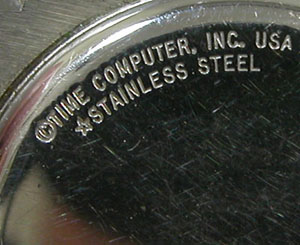 ©TIME COMPUTER, INC. USA
☆STAINLESS STEEL